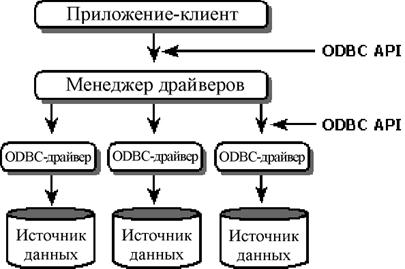 Приложение-клиент
ODBC API
Менеджер драйверов
ODBC API
ODBC-драйвер ODBC-драйвер ODBC-драйвер
Источник данных
Источник данных
Источник данных